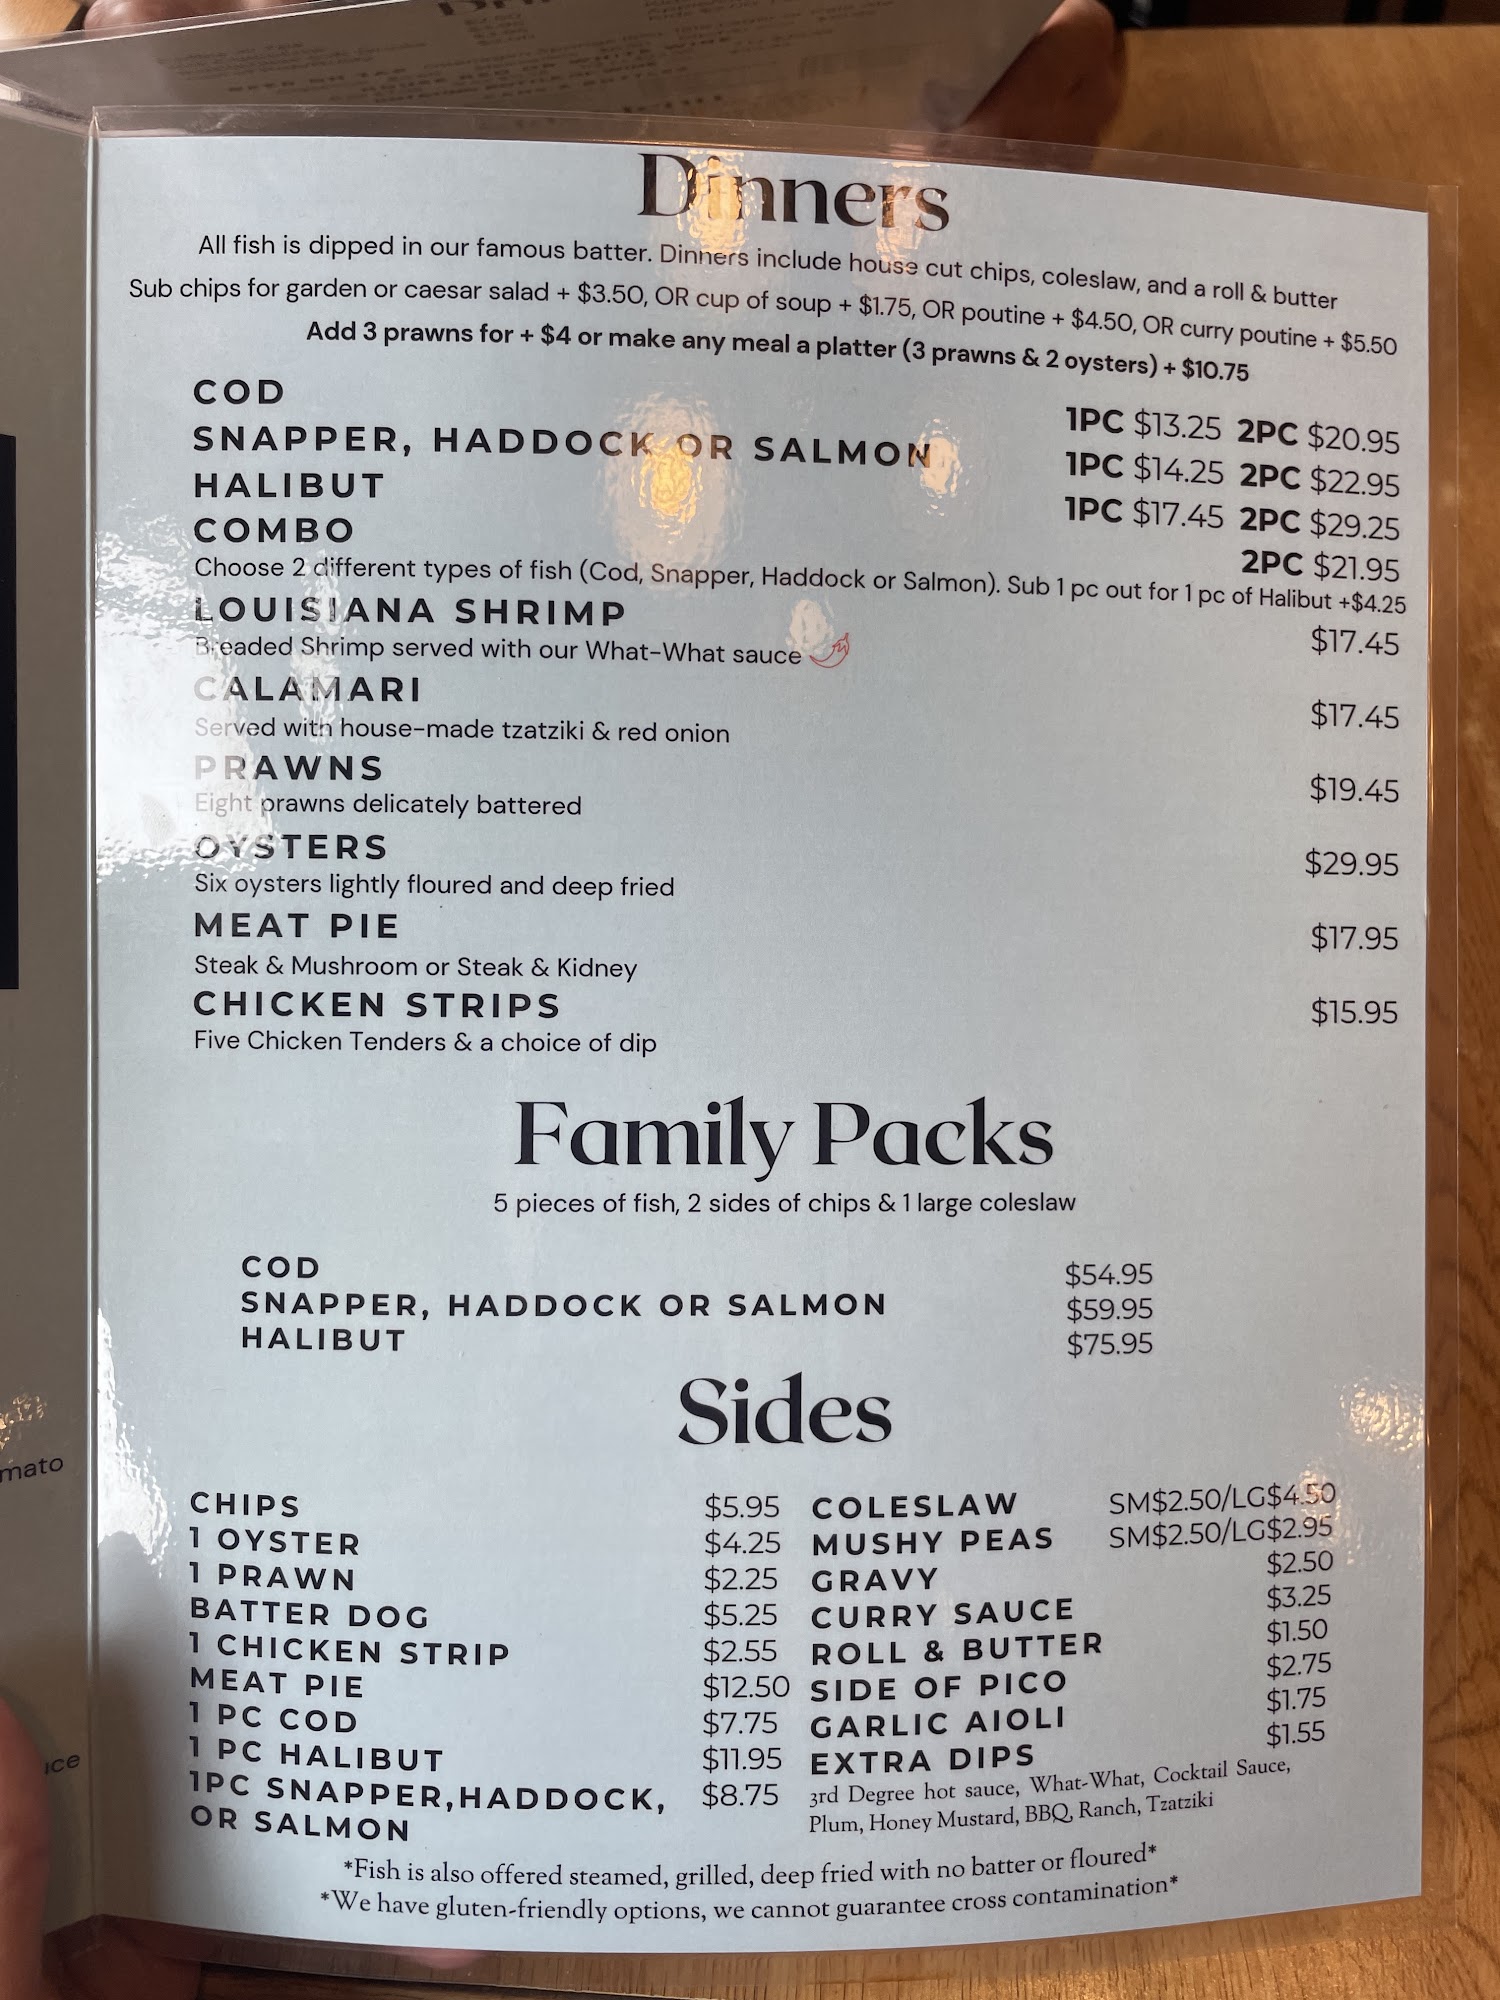 Dinners
All fish is dipped in our famous batter. Dinners include house cut chips, coleslaw, and a roll & butter
Sub chips for garden or caesar salad + $3.50, OR cup of soup + $1.75, OR poutine + $4.50, OR curry poutine + $5.50
Add 3 prawns for + $4 or make any meal a platter (3 prawns & 2 oysters) + $10.75
COD 1PC $13.25 2PC $20.95
SNAPPER, HADDOCK OR SALMON 1PC $14.25 2PC $22.95
HALIBUT 1PC $17.45 2PC $29.25
COMBO 2PC $21.95
Choose 2 different types of fish (Cod, Snapper, Haddock or Salmon). Sub 1 pc out for 1 pc of Halibut +$4.25
LOUISIANA SHRIMP $17.45
Breaded Shrimp served with our What-What sauce
CALAMARI $17.45
Served with house-made tzatziki & red onion
PRAWNS $19.45
Eight prawns delicately battered
OYSTERS $29.95
Six oysters lightly floured and deep fried
MEAT PIE $17.95
Steak & Mushroom or Steak & Kidney
CHICKEN STRIPS $15.95
Five Chicken Tenders & a choice of dip
Family Packs
5 pieces of fish, 2 sides of chips & 1 large coleslaw
COD $54.95
SNAPPER, HADDOCK OR SALMON $59.95
HALIBUT $75.95
Sides
CHIPS $5.95
1 OYSTER $4.25
1 PRAWN $2.25
BATTER DOG $5.25
1 CHICKEN STRIP $2.55
MEAT PIE $12.50
1 PC COD $7.75
1 PC HALIBUT $11.95
1PC SNAPPER,HADDOCK, $8.75
OR SALMON
COLESLAW SM$2.50/LG$4.50
MUSHY PEAS SM$2.50/LG$2.95
GRAVY $2.50
CURRY SAUCE $3.25
ROLL & BUTTER $1.50
SIDE OF PICO $2.75
GARLIC AIOLI $1.75
EXTRA DIPS $1.55
3rd Degree hot sauce, What-What, Cocktail Sauce,
Plum, Honey Mustard, BBQ, Ranch, Tzatziki
*Fish is also offered steamed, grilled, deep fried with no batter or floured*
*We have gluten-friendly options, we cannot guarantee cross contamination*